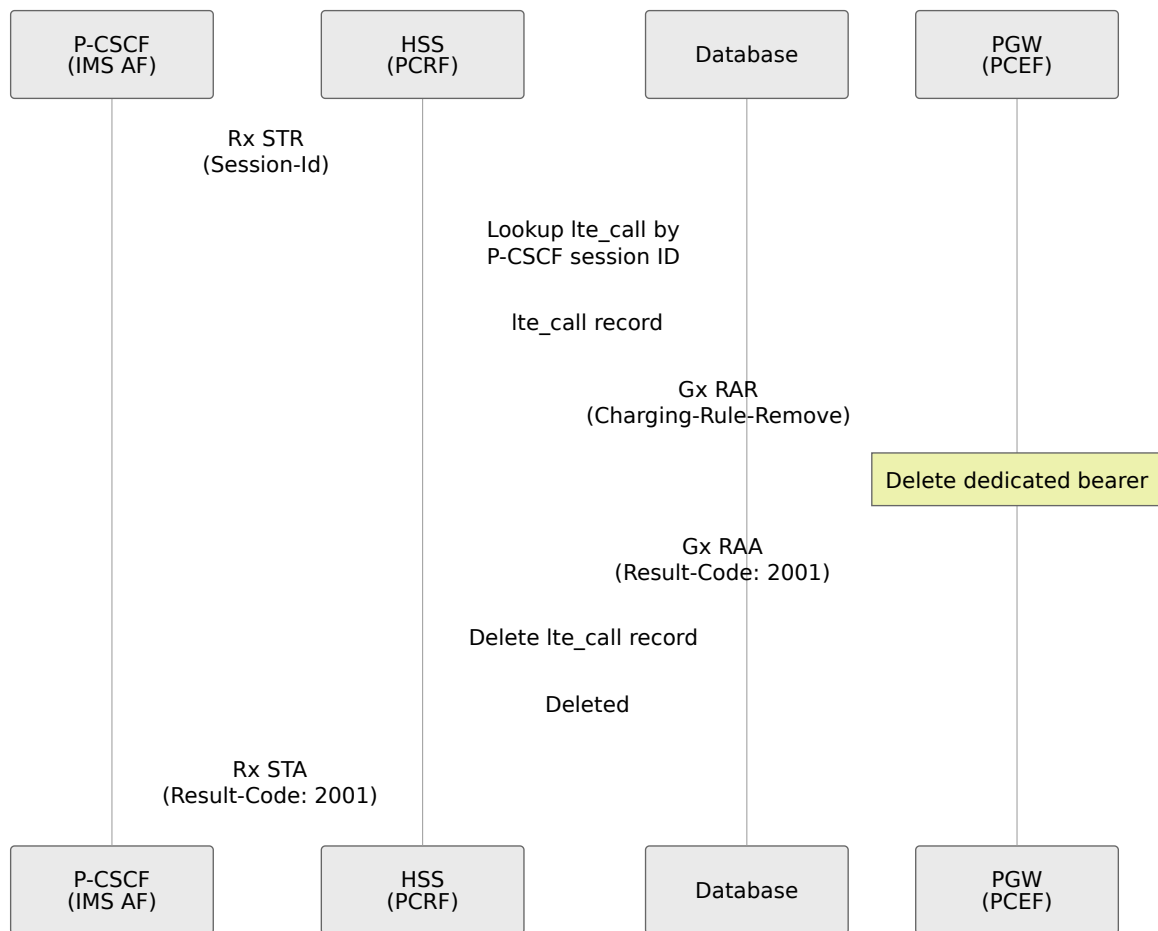 P-CSCF
(IMS AF)
HSS
(PCRF)
Database
PGW
(PCEF)
Rx STR
(Session-Id)
Lookup lte_call by
P-CSCF session ID
lte_call record
Gx RAR
(Charging-Rule-Remove)
Delete dedicated bearer
Gx RAA
(Result-Code: 2001)
Delete lte_call record
Deleted
Rx STA
(Result-Code: 2001)
P-CSCF
(IMS AF)
HSS
(PCRF)
Database
PGW
(PCEF)